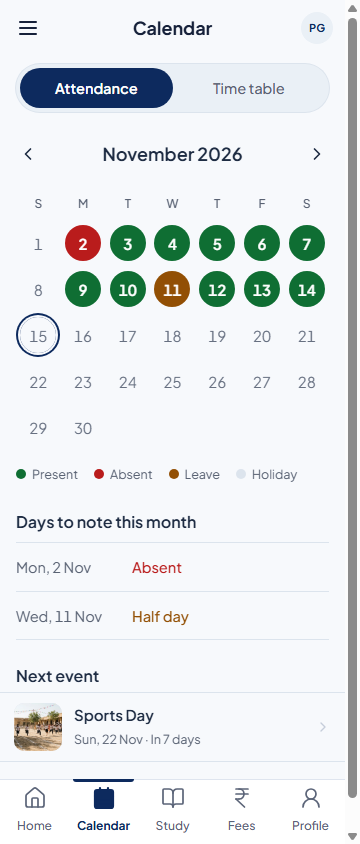 Calendar
PG
Attendance
Time table
November 2026
S M T W T F S
1 2 3 4 5 6 7
8 9 10 11 12 13 14
15 16 17 18 19 20 21
22 23 24 25 26 27 28
29 30
Present Absent Leave Holiday
Days to note this month
Mon, 2 Nov Absent
Wed, 11 Nov Half day
Next event
Sports Day
Sun, 22 Nov · In 7 days
Home Calendar Study Fees Profile